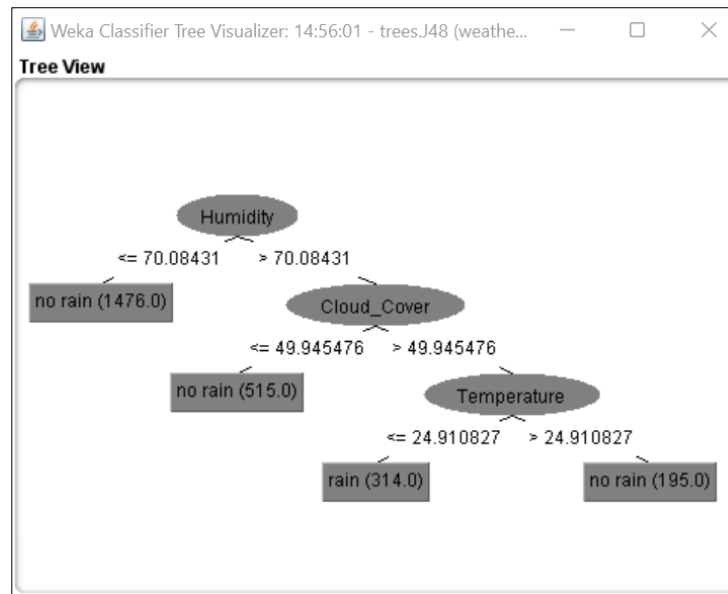 Weka Classifier Tree Visualizer: 14:56:01 - trees.J48 (weathe...
Tree View
Humidity
<= 70.08431 > 70.08431
no rain (1476.0)
Cloud_Cover
<= 49.945476 > 49.945476
no rain (515.0)
Temperature
<= 24.910827 > 24.910827
rain (314.0) no rain (195.0)